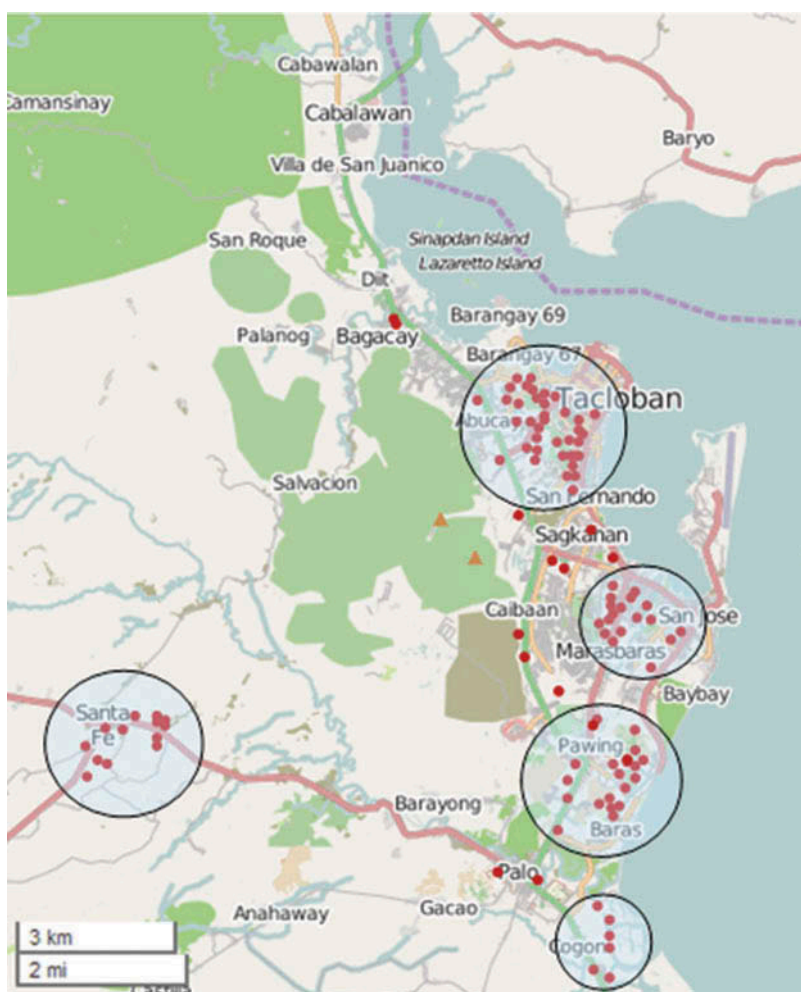 Cabawalan
Camansinay
Cabalawan
Baryo
Villa de San Juanico
San Roque
Sinapdan Island
Lazaretto Island
Diit
Barangay 69
Palanog
Bagacay
Barangay 67
Tacloban
Abuca
Salvacion
San Fernando
Sagkahan
Caibaan
San Jose
Marasbaras
Baybay
Santa
Fe
Pawing
Barayong
Baras
Palo
Gacao
Anahaway
Cogon
3 km
2 mi